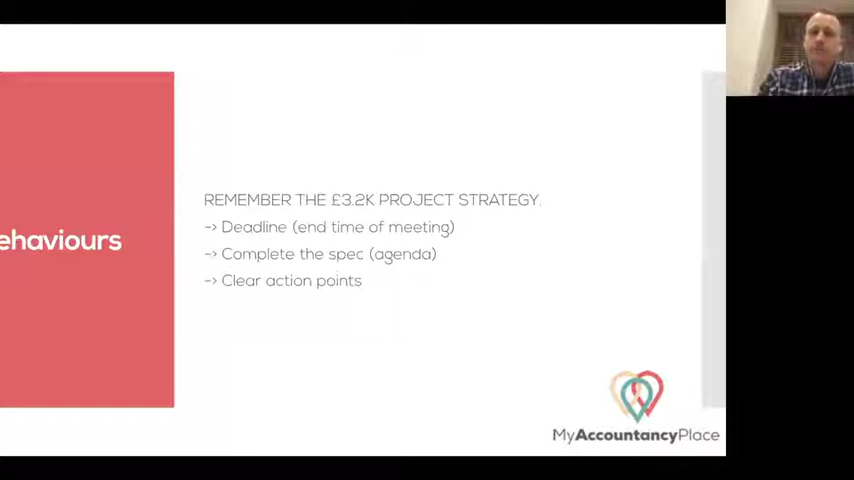 ehaviours
REMEMBER THE £3.2K PROJECT STRATEGY.
-> Deadline (end time of meeting)
-> Complete the spec (agenda)
-> Clear action points
MyAccountancyPlace